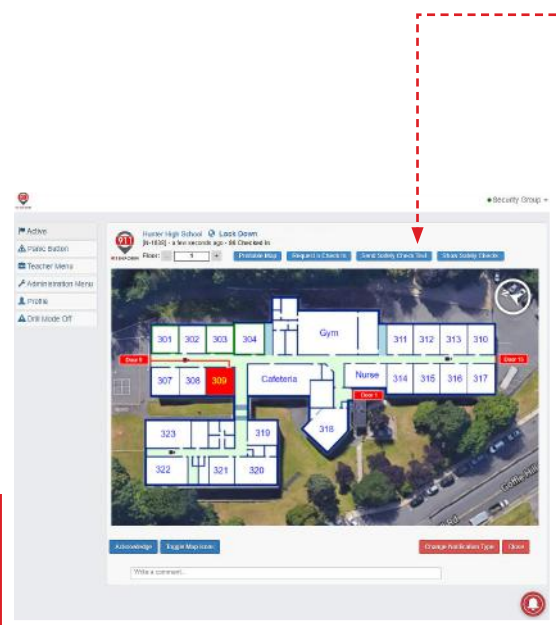 Security Group
Active
Panic Button
Teacher Menu
Administration Menu
Profile
Drill Mode Off
911
Hunter High School Lock Down
a few seconds ago - Checked In
Floor: - +
Printable Map Request a Check In Send Safety Check Text Show Safety Checks
Gym
301 302 303 304 311 312 313 310
Door 9 Door 15
307 308 309 Cafeteria Nurse 314 315 316 317
Door 1
323 319 318
322 321 320
Acknowledge Toggle Map Icons Change Notification Type Close
Write a comment...